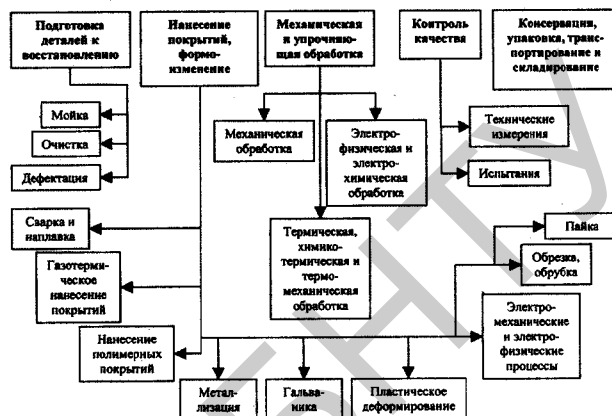 Подготовка
деталей к
восстановлению
Нанесение
покрытий,
формо-
изменение
Механическая
и упрочняю-
щая обработка
Контроль
качества
Консервация,
упаковка, транс-
портирование и
складирование
Мойка
Очистка
Дефектация
Механическая
обработка
Электро-
физическая и
электро-
химическая
обработка
Технические
измерения
Испытания
Сварка и
наплавка
Газотерми-
ческое
нанесение
покрытий
Нанесение
полимерных
покрытий
Термическая,
химико-
термическая и
термо-
механическая
обработка
Пайка
Обрезка,
обрубка
Электро-
механические
и электро-
физические
процессы
Метал-
лизация
Гальва-
ника
Пластическое
деформирование
НТУ